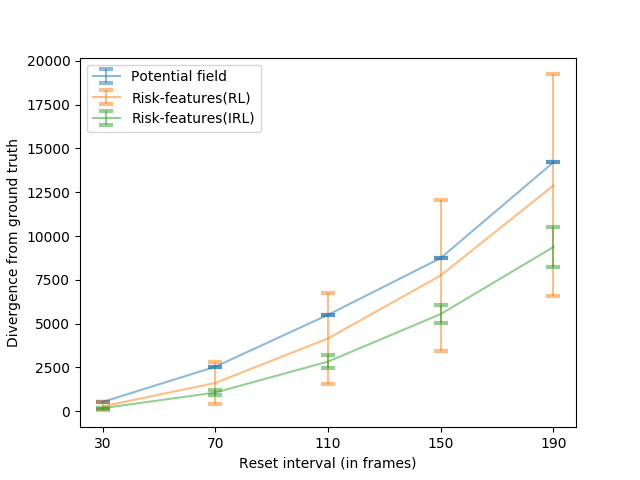 Potential field
Risk-features(RL)
Risk-features(IRL)
Divergence from ground truth
20000
17500
15000
12500
10000
7500
5000
2500
0
30 70 110 150 190
Reset interval (in frames)